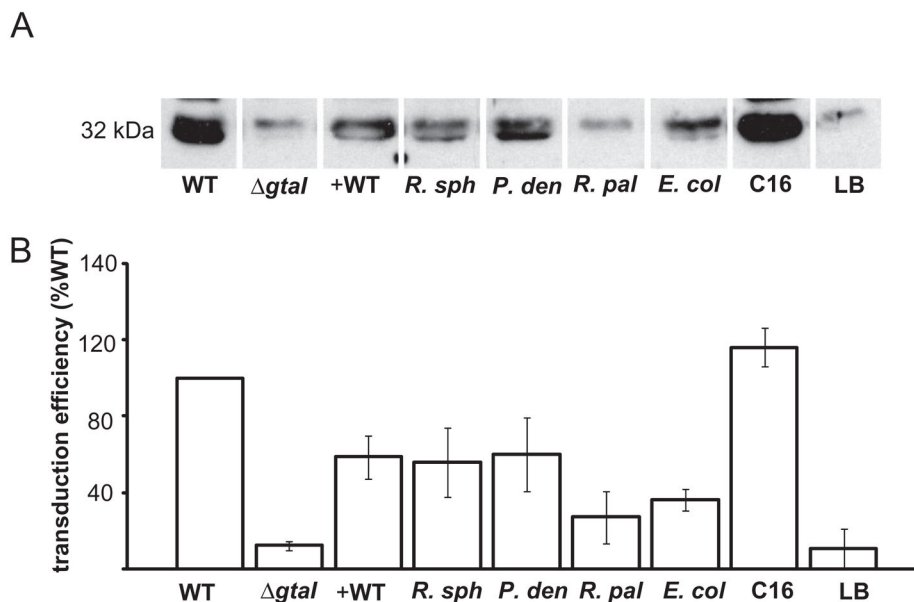 A
32 kDa
WT Δgtal +WT R. sph P. den R. pal E. col C16 LB
B
transduction efficiency (%WT)
140
120
80
40
WT Δgtal +WT R. sph P. den R. pal E. col C16 LB